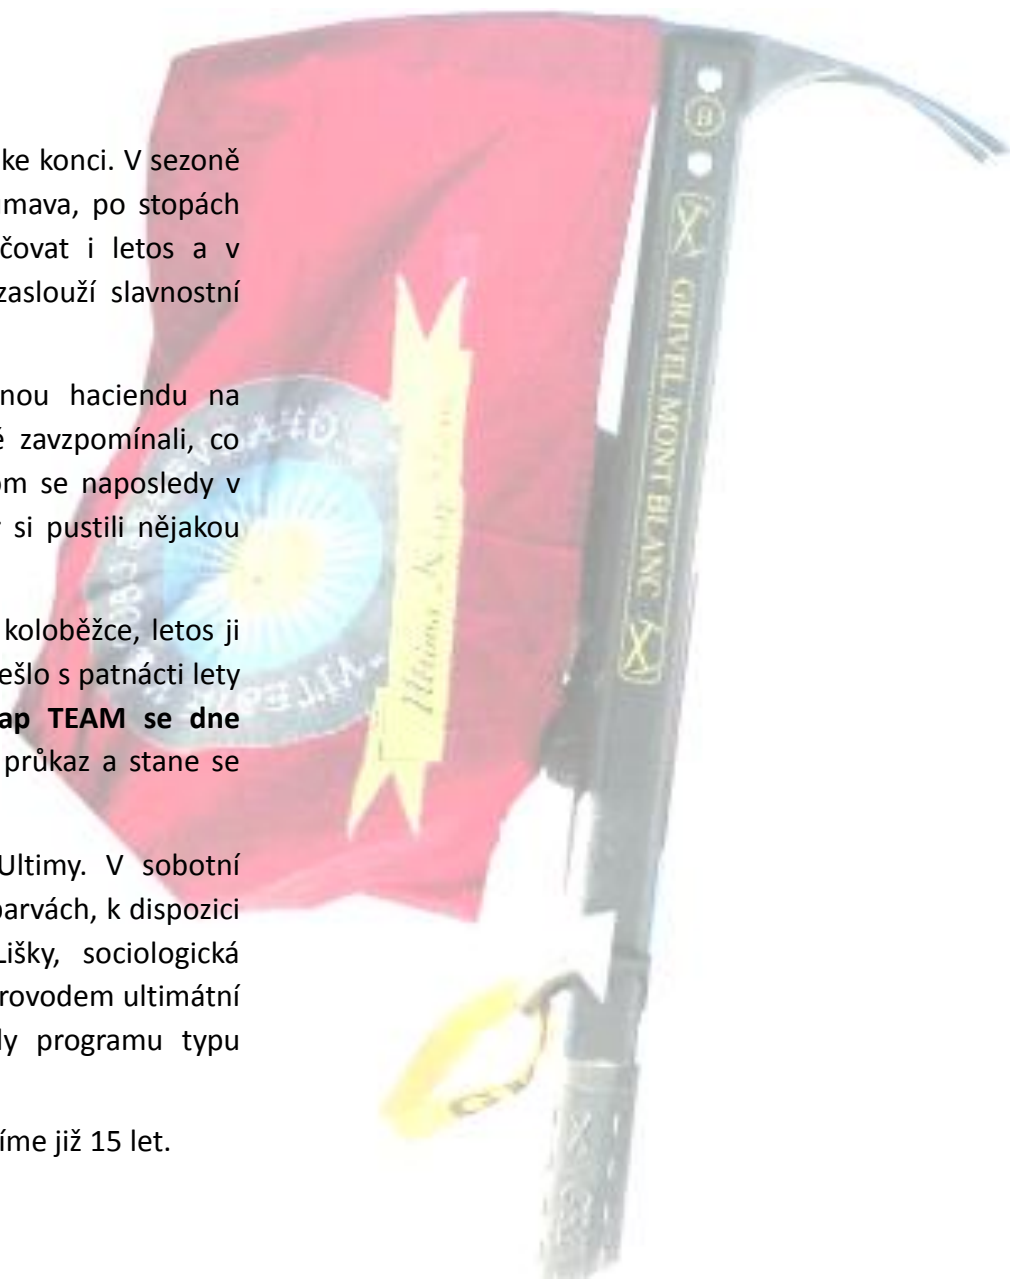 ke konci. V sezoně
po stopách
čovat i letos a v
zaslouží slavnostní
nou haciendu na
zavzpomínali, co
om se naposledy v
si pustili nějakou
koloběžce, letos ji
ešlo s patnácti lety
ap TEAM se dne
průkaz a stane se
Ultimy. V sobotní
barvách, k dispozici
Lišky, sociologická
rovodem ultimátní
ly programu typu
íme již 15 let.
B
GRIVEL MONT BLANC
Ultima